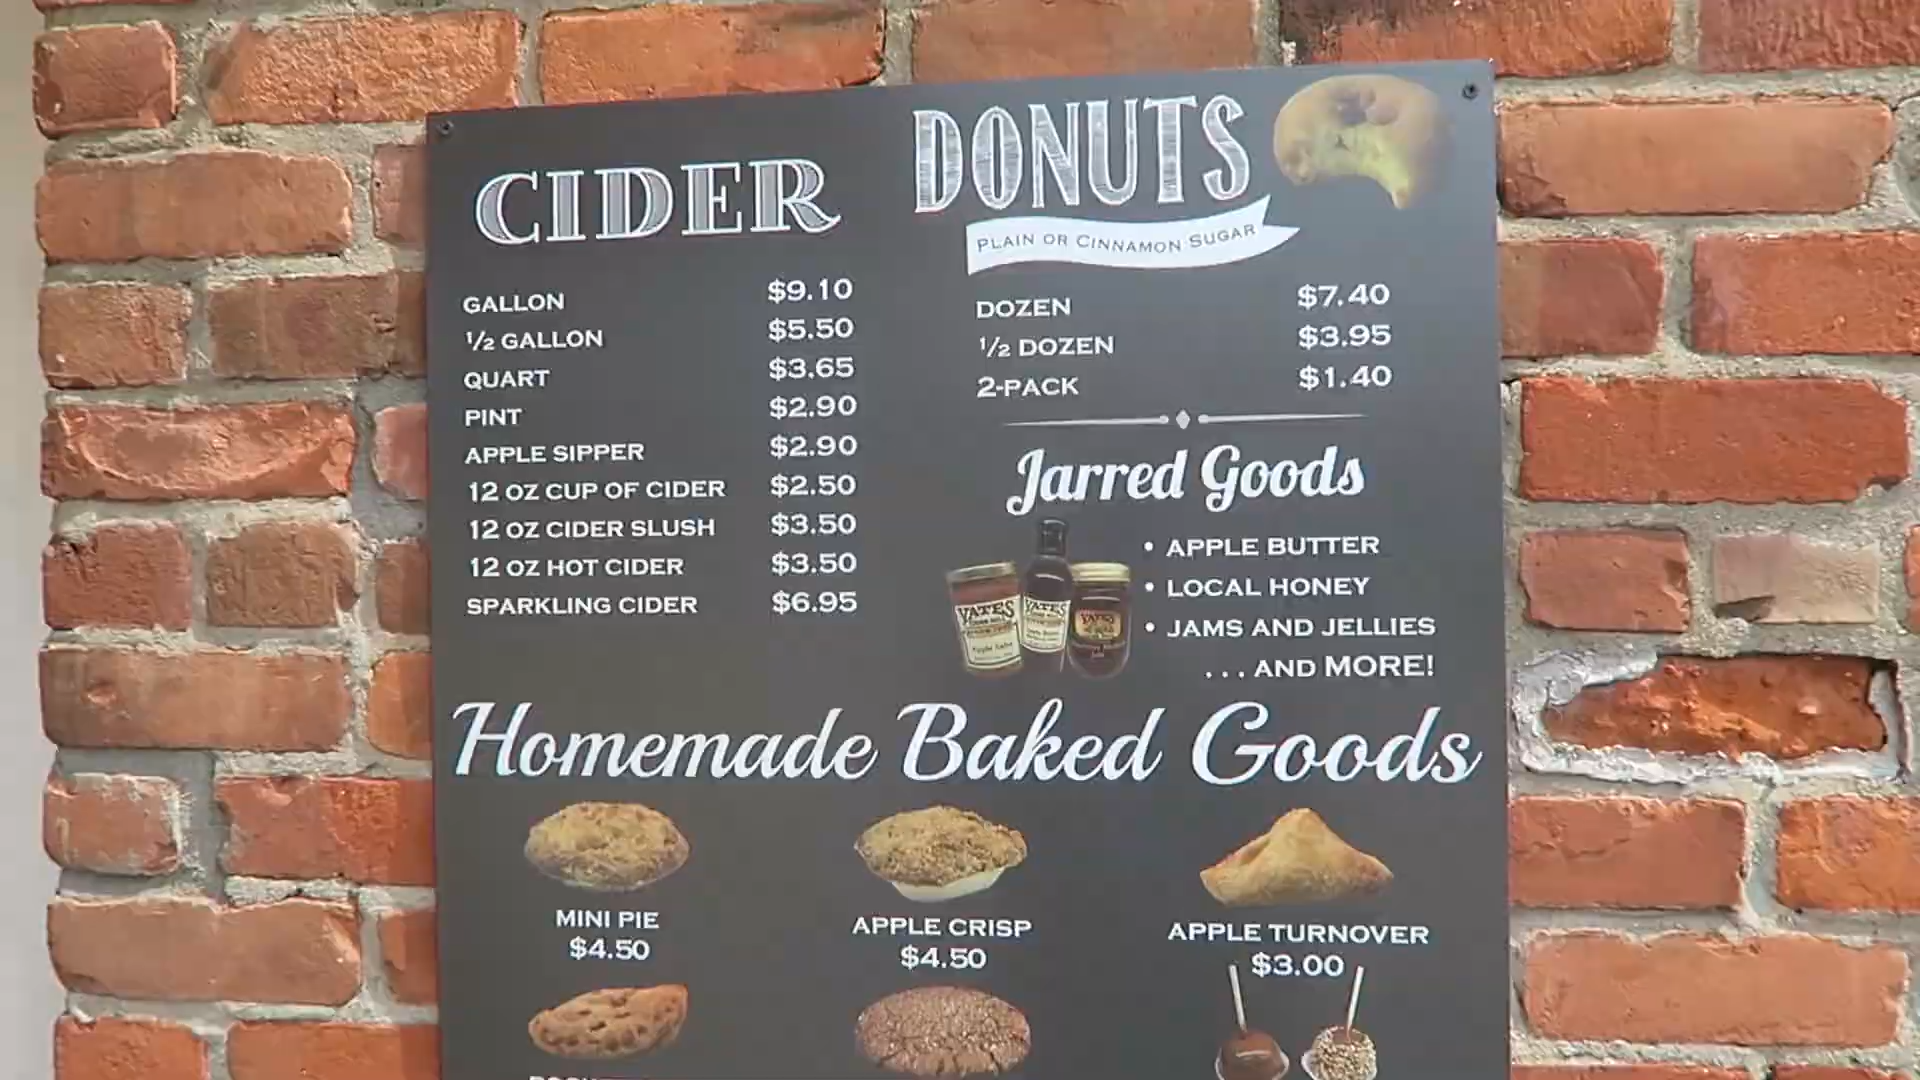 CIDER
GALLON $9.10
½ GALLON $5.50
QUART $3.65
PINT $2.90
APPLE SIPPER $2.90
12 OZ CUP OF CIDER $2.50
12 OZ CIDER SLUSH $3.50
12 OZ HOT CIDER $3.50
SPARKLING CIDER $6.95
DONUTS
PLAIN OR CINNAMON SUGAR
DOZEN $7.40
½ DOZEN $3.95
2-PACK $1.40
Jarred Goods
• APPLE BUTTER
• LOCAL HONEY
• JAMS AND JELLIES
. . . AND MORE!
YATES
YATES
YATES
Homemade Baked Goods
MINI PIE
$4.50
APPLE CRISP
$4.50
APPLE TURNOVER
$3.00